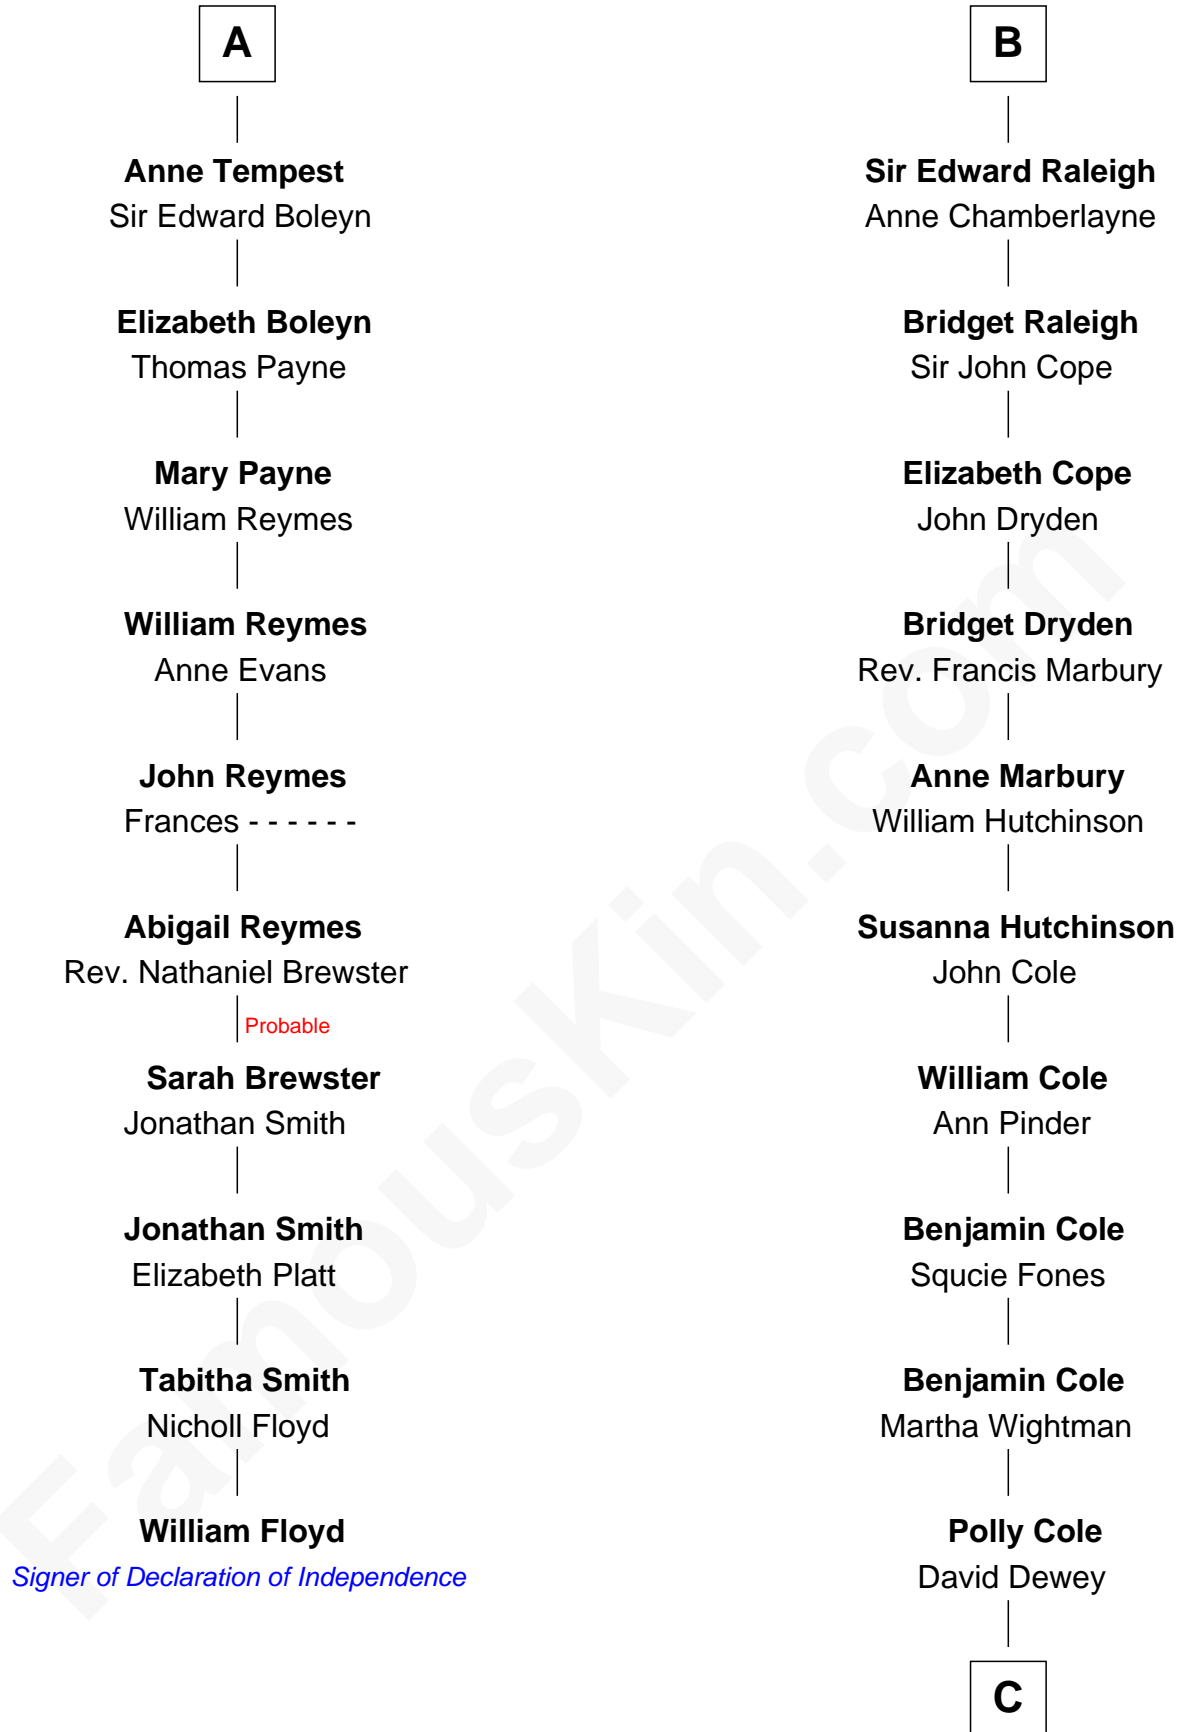 A
Anne Tempest
Sir Edward Boleyn
Elizabeth Boleyn
Thomas Payne
Mary Payne
William Reymes
William Reymes
Anne Evans
John Reymes
Frances - - - - - -
Abigail Reymes
Rev. Nathaniel Brewster
Probable
Sarah Brewster
Jonathan Smith
Jonathan Smith
Elizabeth Platt
Tabitha Smith
Nicholl Floyd
William Floyd
Signer of Declaration of Independence
B
Sir Edward Raleigh
Anne Chamberlayne
Bridget Raleigh
Sir John Cope
Elizabeth Cope
John Dryden
Bridget Dryden
Rev. Francis Marbury
Anne Marbury
William Hutchinson
Susanna Hutchinson
John Cole
William Cole
Ann Pinder
Benjamin Cole
Squcie Fones
Benjamin Cole
Martha Wightman
Polly Cole
David Dewey
C
FamousKin.com